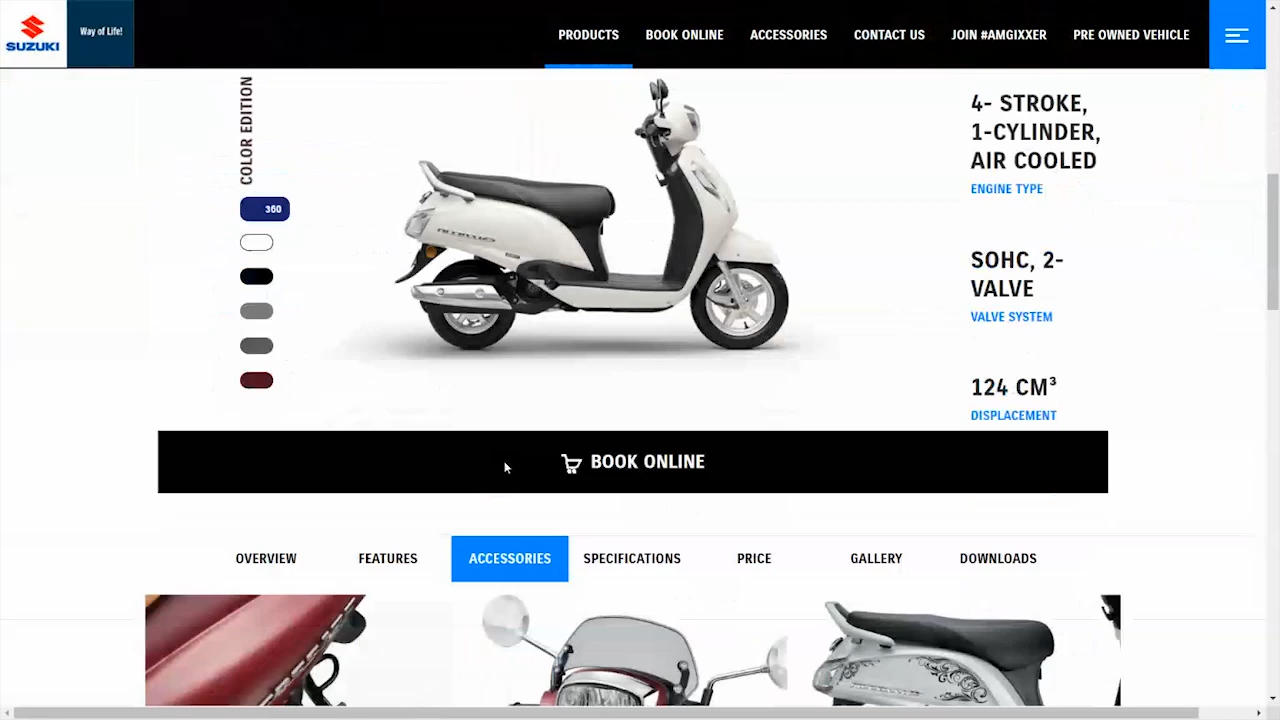 SUZUKI
Way of Life!
PRODUCTS
BOOK ONLINE
ACCESSORIES
CONTACT US
JOIN #AMGIXXER
PRE OWNED VEHICLE
COLOR EDITION
360
4- STROKE,
1-CYLINDER,
AIR COOLED
ENGINE TYPE
SOHC, 2-
VALVE
VALVE SYSTEM
124 CM³
DISPLACEMENT
BOOK ONLINE
OVERVIEW
FEATURES
ACCESSORIES
SPECIFICATIONS
PRICE
GALLERY
DOWNLOADS